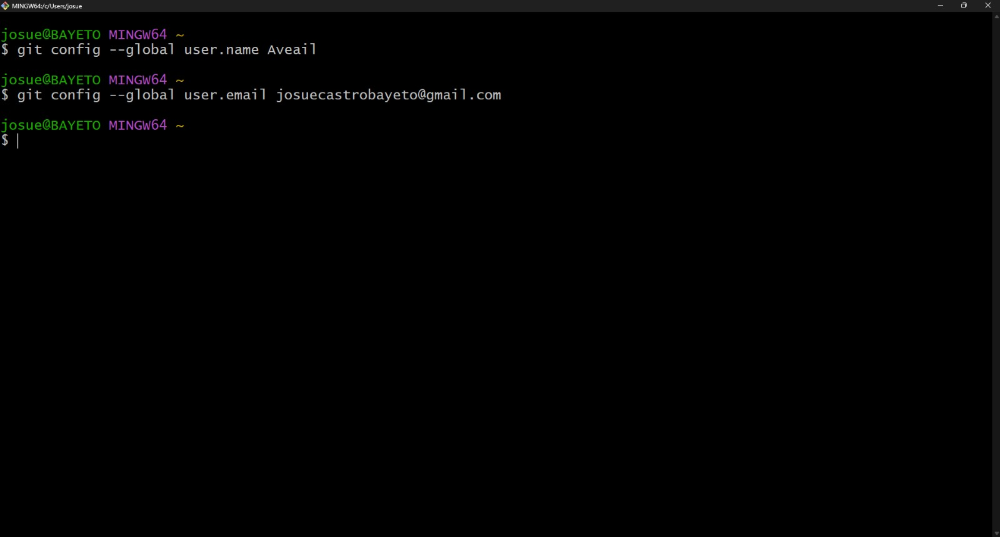 MINGW64:/c/Users/josue
josue@BAYETO MINGW64 ~
$ git config --global user.name Aveail
josue@BAYETO MINGW64 ~
$ git config --global user.email josuecastrobayeto@gmail.com
josue@BAYETO MINGW64 ~
$